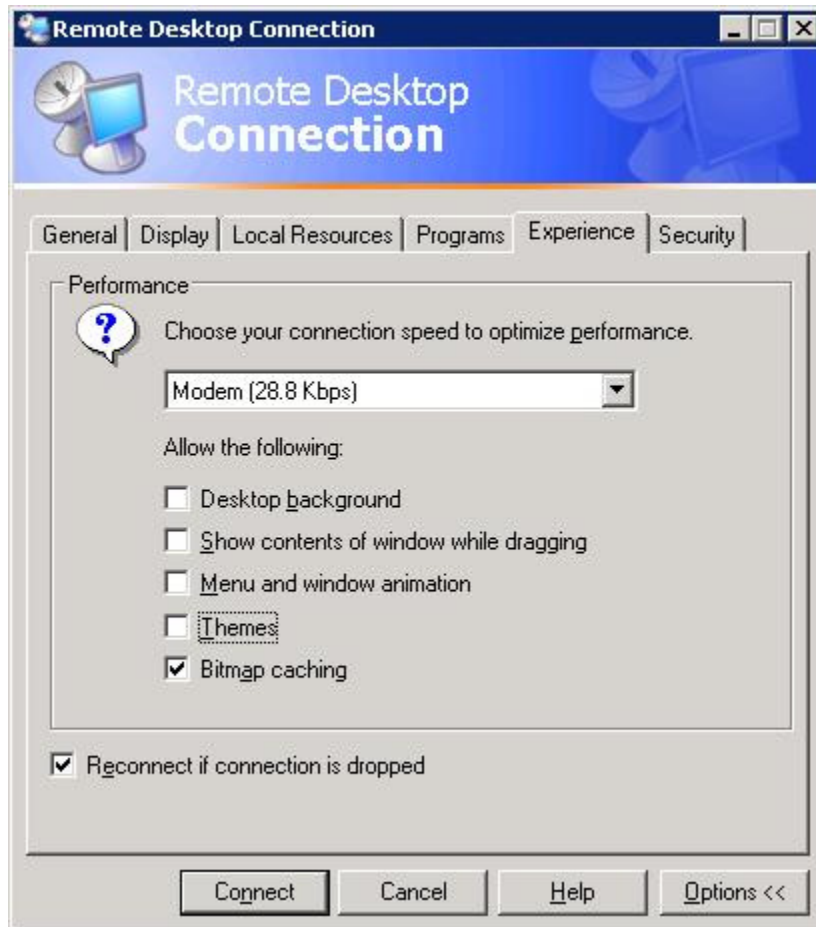 Remote Desktop Connection
Remote Desktop
Connection
General Display Local Resources Programs Experience Security
Performance
?
Choose your connection speed to optimize performance.
Modem (28.8 Kbps)
Allow the following:
Desktop background
Show contents of window while dragging
Menu and window animation
Themes
Bitmap caching
Reconnect if connection is dropped
Connect Cancel Help Options <<